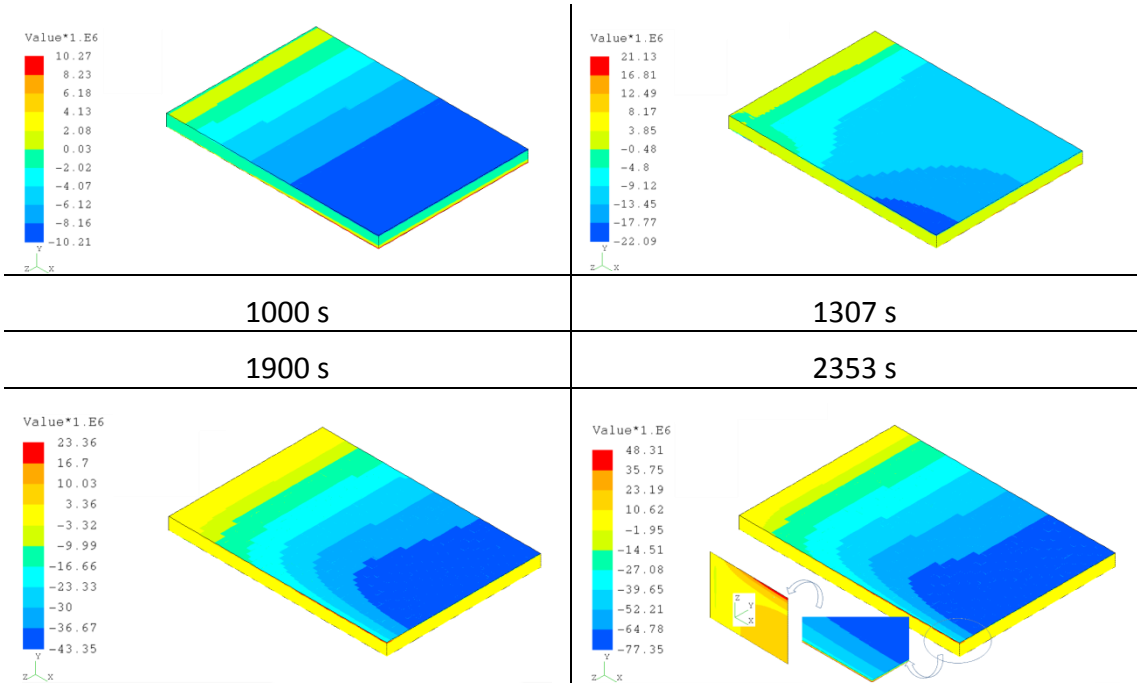 Value*1.E6
10.27
8.23
6.18
4.13
2.08
0.03
-2.02
-4.07
-6.12
-8.16
-10.21
Y
Z X
1000 s
Value*1.E6
21.13
16.81
12.49
8.17
3.85
-0.48
-4.8
-9.12
-13.45
-17.77
-22.09
Y
Z X
1307 s
1900 s
Value*1.E6
23.36
16.7
10.03
3.36
-3.32
-9.99
-16.66
-23.33
-30
-36.67
-43.35
Y
Z X
2353 s
Value*1.E6
48.31
35.75
23.19
10.62
-1.95
-14.51
-27.08
-39.65
-52.21
-64.78
-77.35
Y
Z X
Z
Y
X